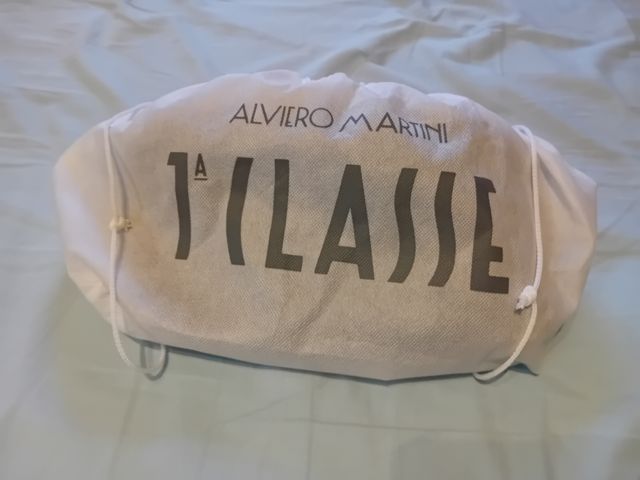 ALVIERO MARTINI
1ᴬ CLASSE